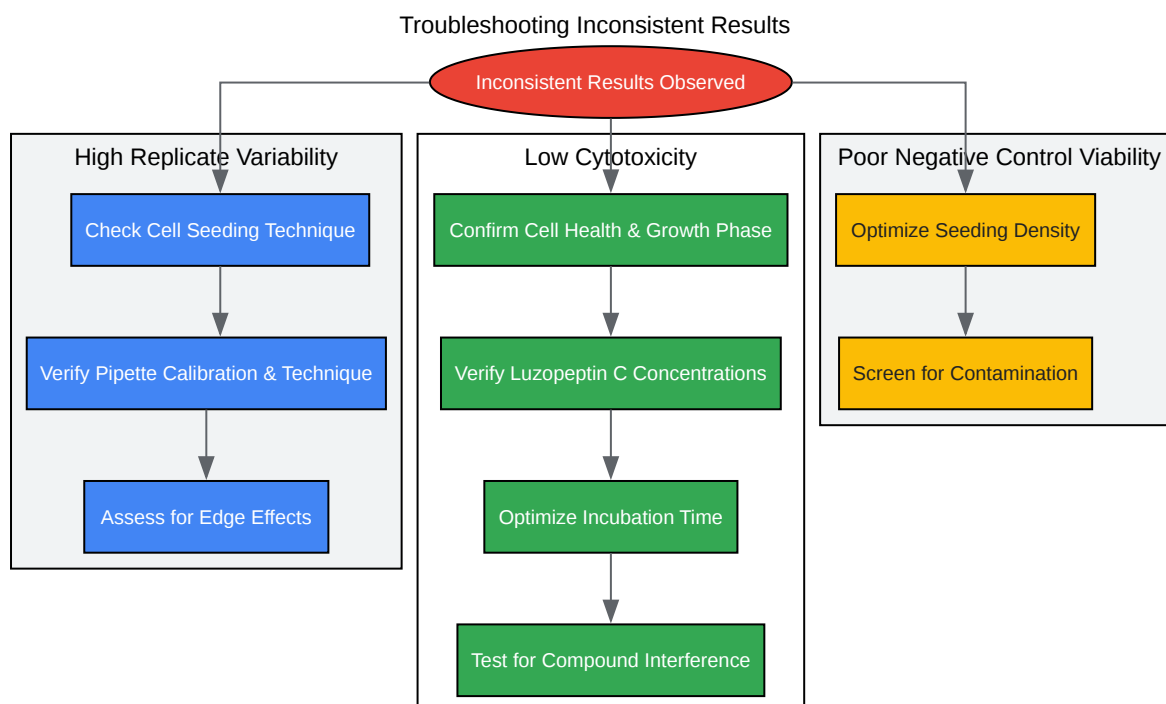 Troubleshooting Inconsistent Results
Inconsistent Results Observed
High Replicate Variability
Check Cell Seeding Technique
Verify Pipette Calibration & Technique
Assess for Edge Effects
Low Cytotoxicity
Confirm Cell Health & Growth Phase
Verify Luzopeptin C Concentrations
Optimize Incubation Time
Test for Compound Interference
Poor Negative Control Viability
Optimize Seeding Density
Screen for Contamination